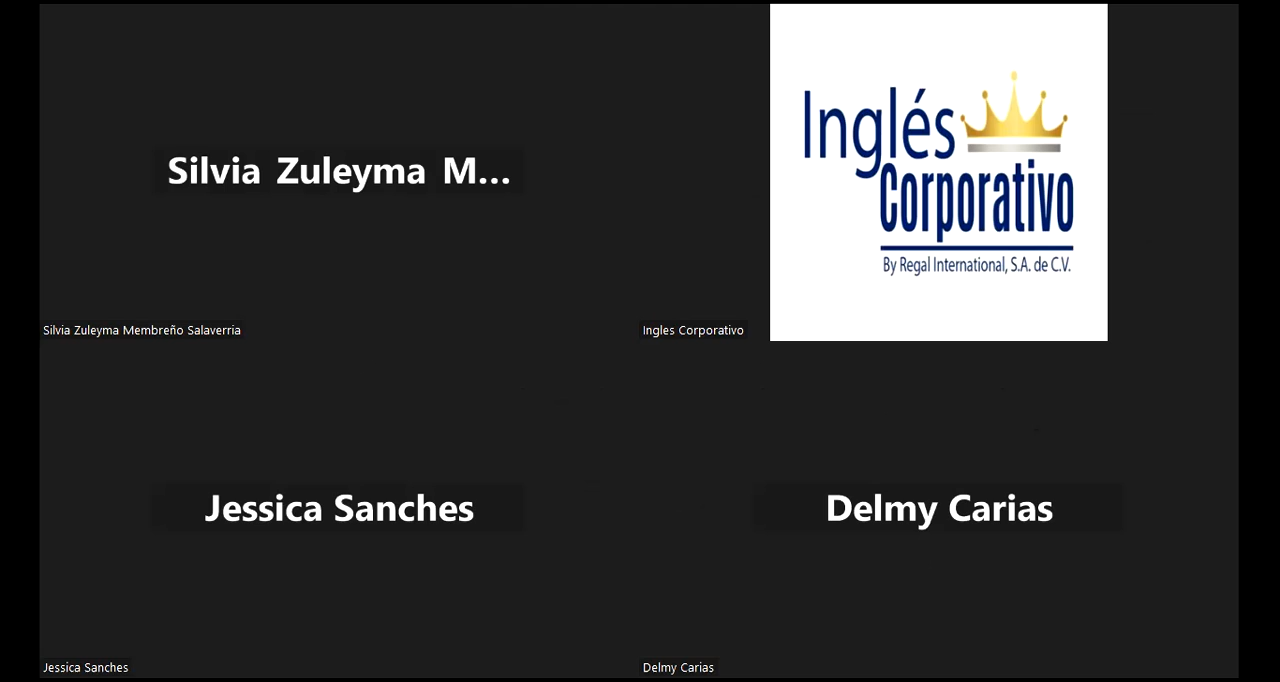 Silvia Zuleyma M...
Silvia Zuleyma Membreño Salaverria
Inglés
Corporativo
By Regal International, S.A. de C.V.
Ingles Corporativo
Jessica Sanches
Jessica Sanches
Delmy Carias
Delmy Carias